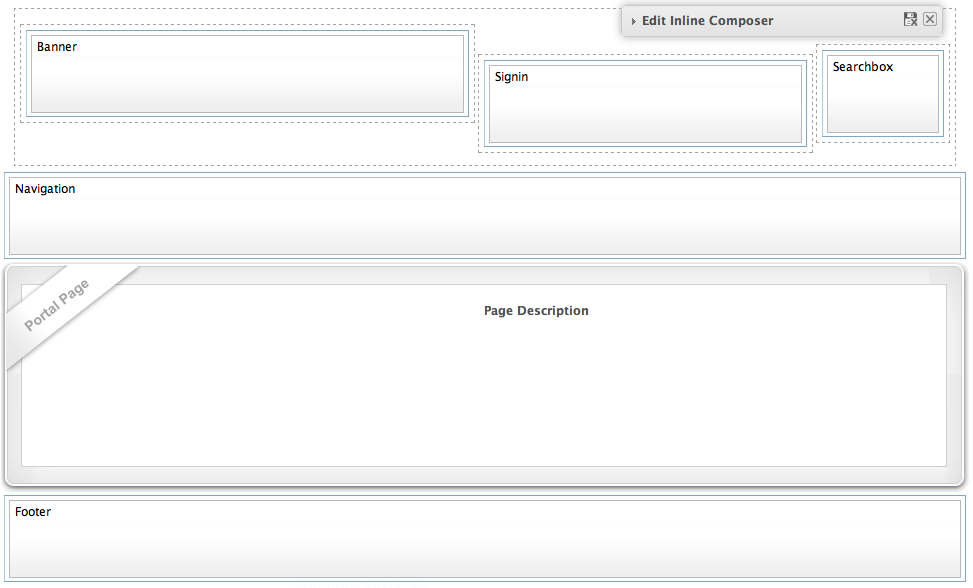 Edit Inline Composer
Banner
Signin
Searchbox
Navigation
Portal Page
Page Description
Footer